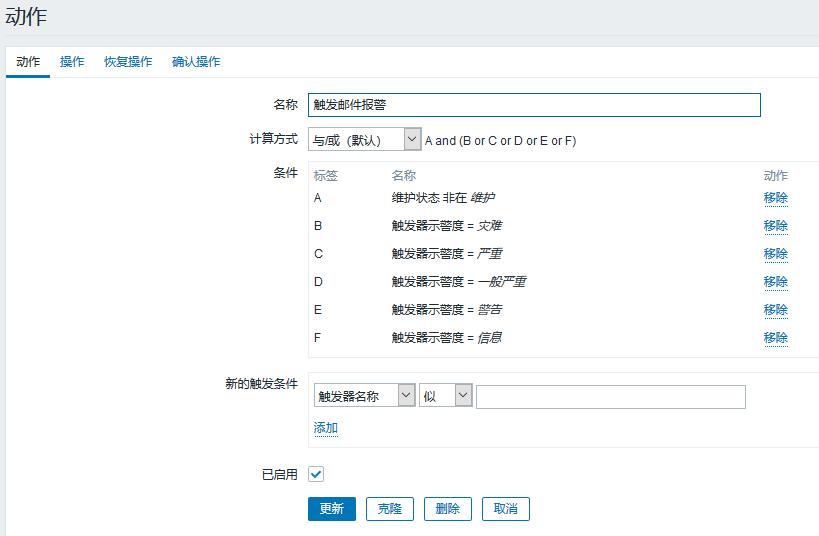 动作
动作 操作 恢复操作 确认操作
名称 触发邮件报警
计算方式 与/或（默认） A and (B or C or D or E or F)
条件 标签 名称 动作
A 维护状态 非在 维护 移除
B 触发器示警度 = 灾难 移除
C 触发器示警度 = 严重 移除
D 触发器示警度 = 一般严重 移除
E 触发器示警度 = 警告 移除
F 触发器示警度 = 信息 移除
新的触发条件 触发器名称 似
添加
已启用
更新 克隆 删除 取消